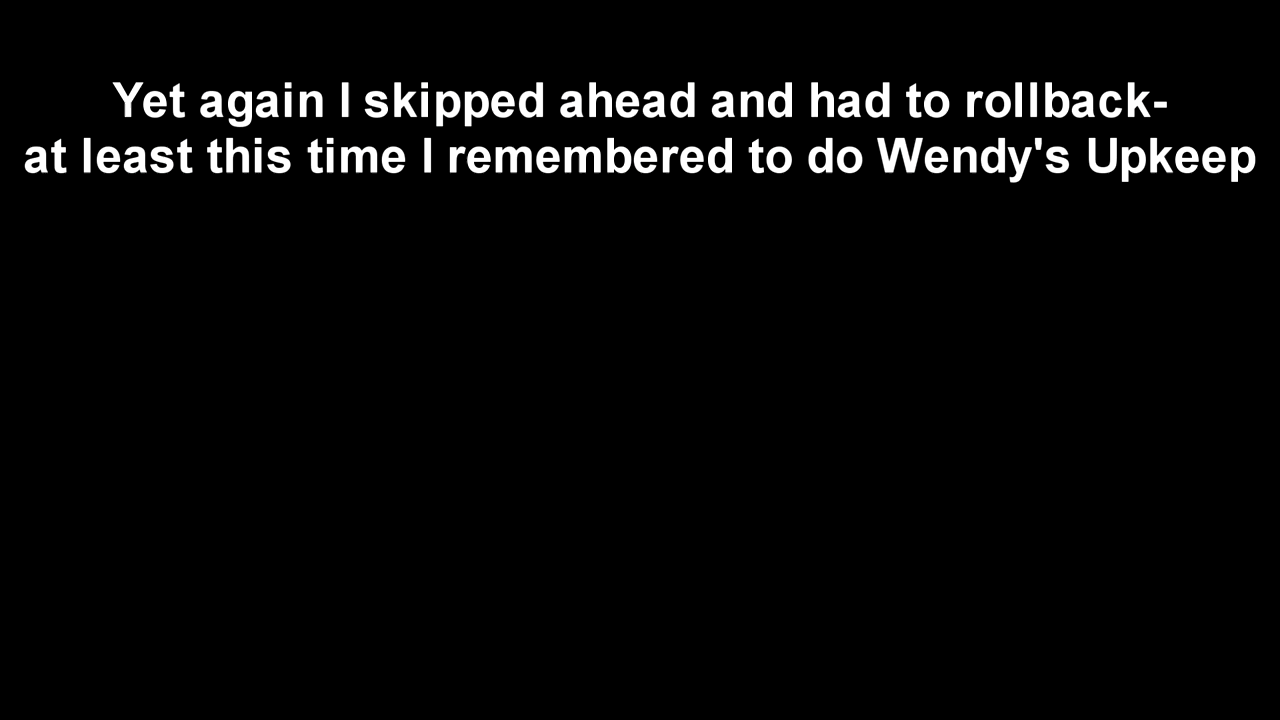 Yet again I skipped ahead and had to rollback-
at least this time I remembered to do Wendy's Upkeep